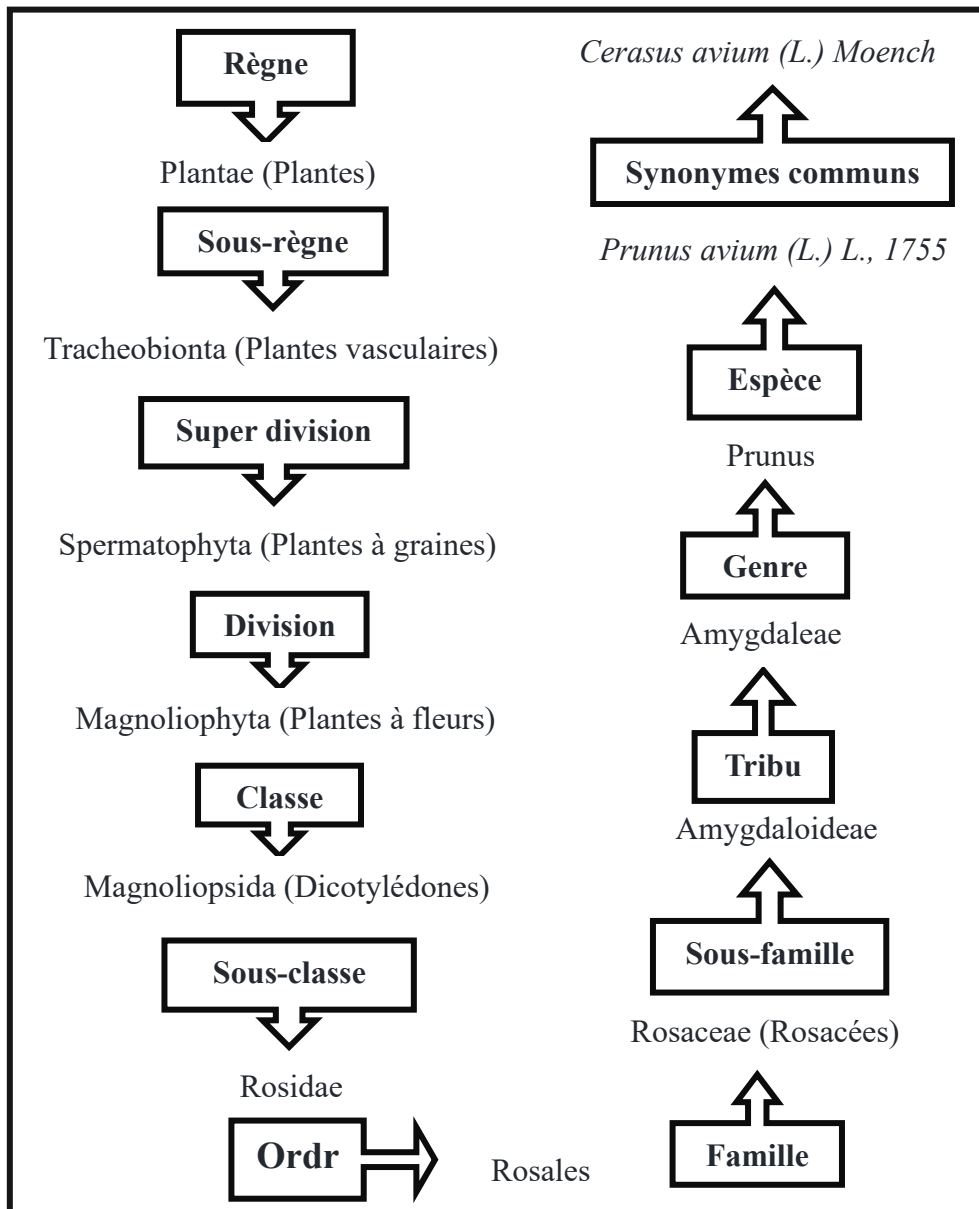 Règne
Plantae (Plantes)
Sous-règne
Tracheobionta (Plantes vasculaires)
Super division
Spermatophyta (Plantes à graines)
Division
Magnoliophyta (Plantes à fleurs)
Classe
Magnoliopsida (Dicotylédones)
Sous-classe
Rosidae
Ordr
Rosales
Famille
Rosaceae (Rosacées)
Sous-famille
Amygdaloideae
Tribu
Amygdaleae
Genre
Prunus
Espèce
Prunus avium (L.) L., 1755
Synonymes communs
Cerasus avium (L.) Moench